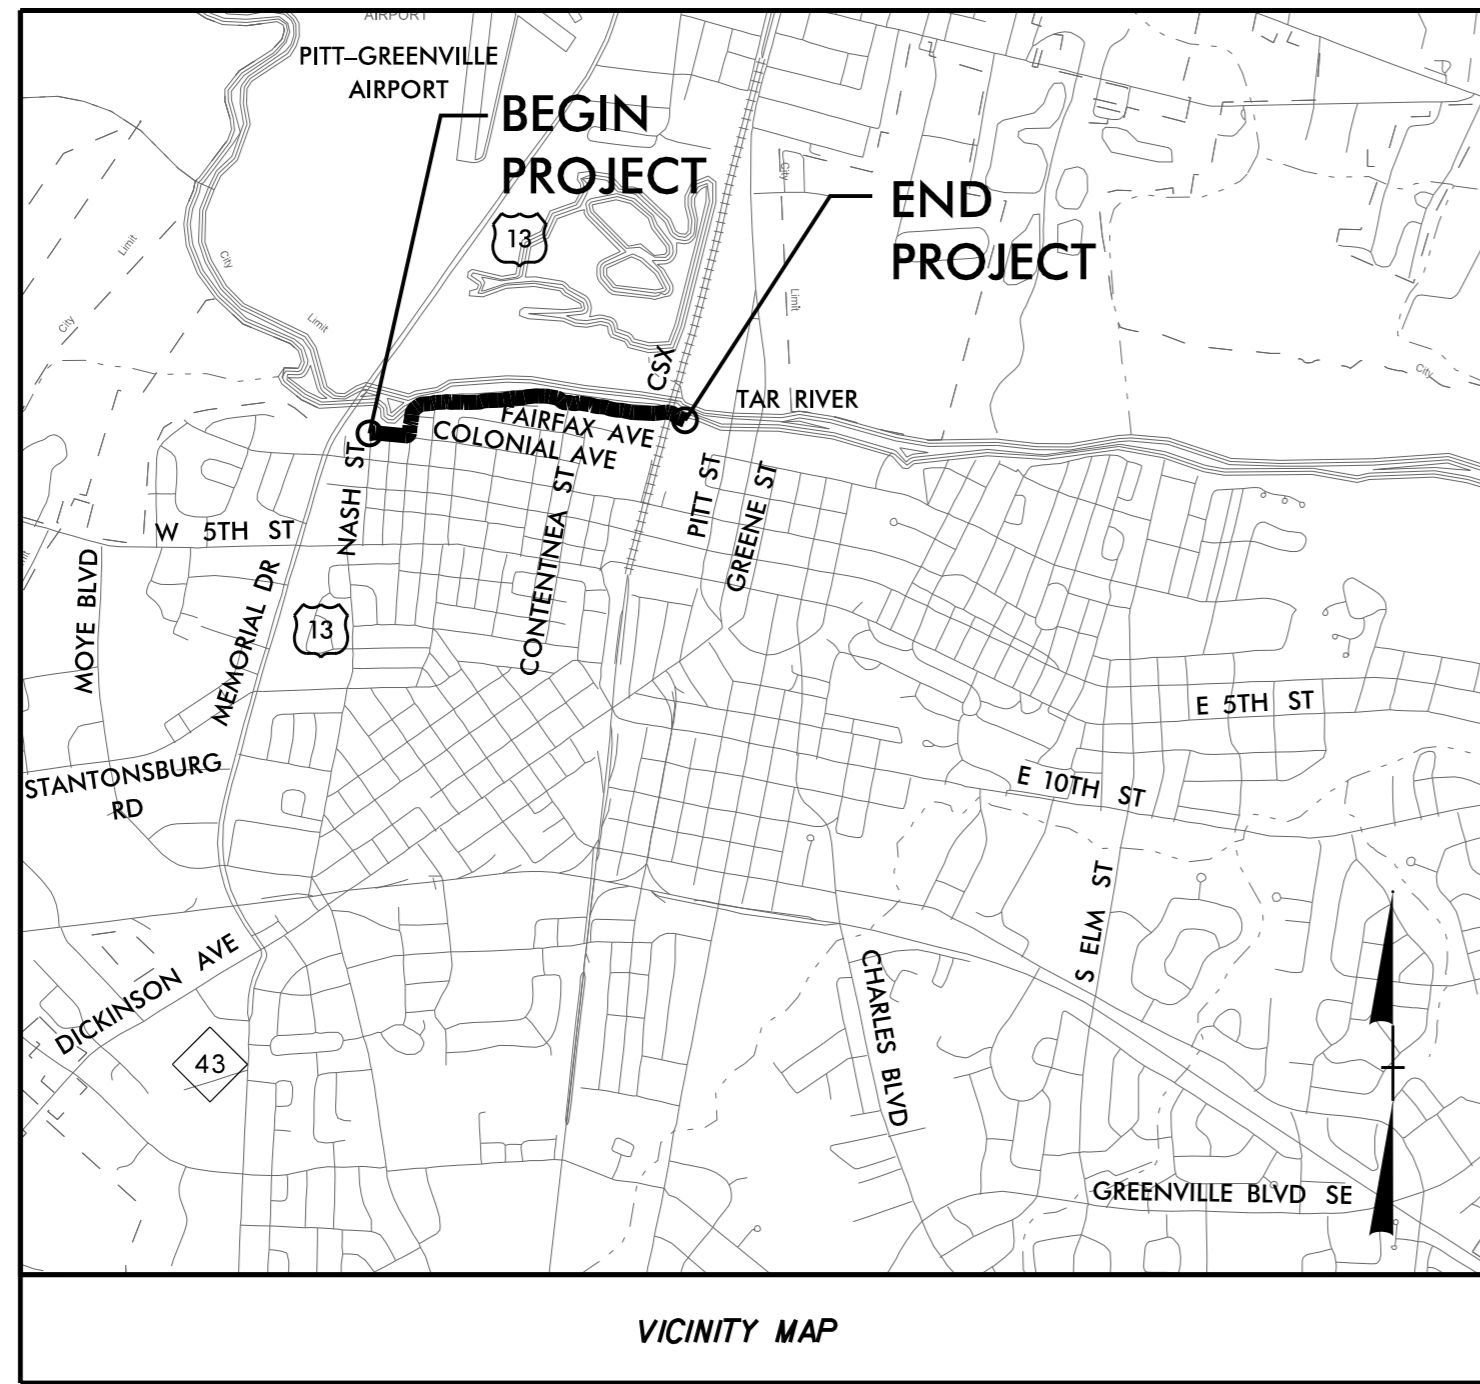 AIRPORT
PITT–GREENVILLE
AIRPORT
BEGIN
PROJECT
END
PROJECT
13
City
Limit
City
Limit
City
Limit
City
Limit
City
CSX
TAR RIVER
FAIRFAX AVE
COLONIAL AVE
NASH ST
CONTENTNEA ST
PITT ST
GREENE ST
W 5TH ST
MOYE BLVD
MEMORIAL DR
13
E 5TH ST
STANTONSBURG
RD
E 10TH ST
S ELM ST
DICKINSON AVE
43
CHARLES BLVD
GREENVILLE BLVD SE
VICINITY MAP